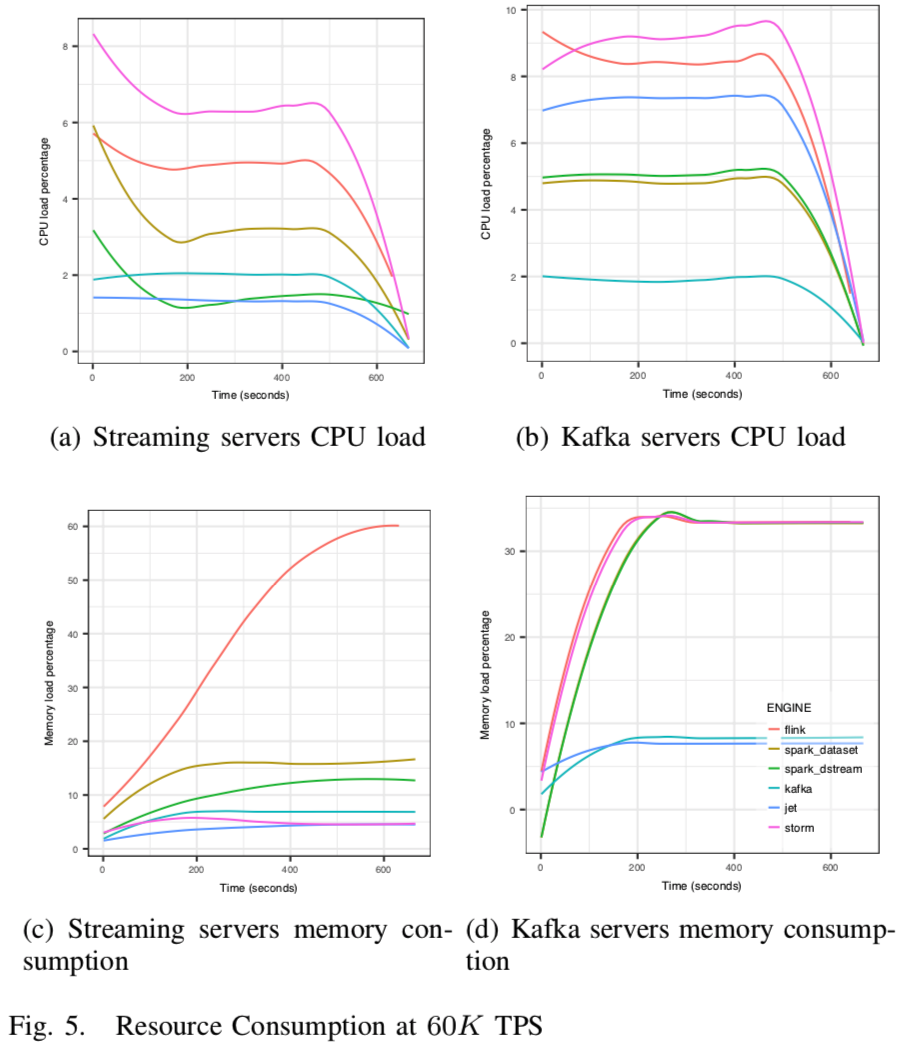 8
6
4
2
0
CPU load percentage
0
200
400
600
Time (seconds)
(a) Streaming servers CPU load
10
8
6
4
2
0
CPU load percentage
0
200
400
600
Time (seconds)
(b) Kafka servers CPU load
60
50
40
30
20
10
0
Memory load percentage
0
200
400
600
Time (seconds)
(c) Streaming servers memory con-
sumption
30
20
10
0
Memory load percentage
ENGINE
flink
spark_dataset
spark_dstream
kafka
jet
storm
0
200
400
600
Time (seconds)
(d) Kafka servers memory consump-
tion
Fig. 5. Resource Consumption at 60K TPS